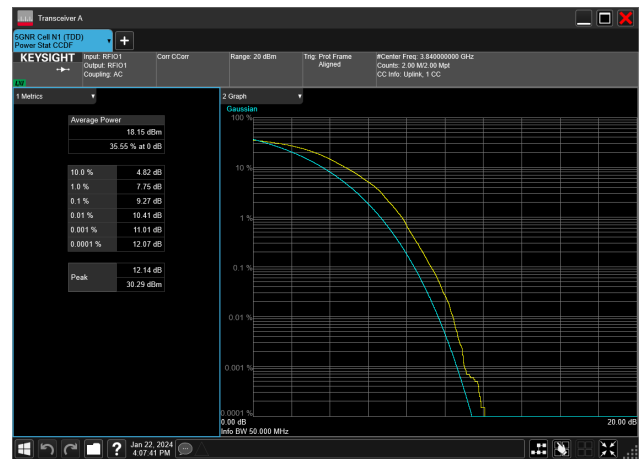 Transceiver A
5GNR Cell N1 (TDD)
Power Stat CCDF
KEYSIGHT
LXI
Input: RFIO1
Output: RFIO1
Coupling: AC
Corr CCorr
Range: 20 dBm
Trig: Prot Frame
Aligned
#Center Freq: 3.840000000 GHz
Counts: 2.00 M/2.00 Mpt
CC Info: Uplink, 1 CC
1 Metrics
Average Power
18.15 dBm
35.55 % at 0 dB
10.0 % 4.82 dB
1.0 % 7.75 dB
0.1 % 9.27 dB
0.01 % 10.41 dB
0.001 % 11.01 dB
0.0001 % 12.07 dB
Peak 12.14 dB
30.29 dBm
2 Graph
Gaussian
100 %
10 %
1 %
0.1 %
0.01 %
0.001 %
0.0001 %
0.00 dB 20.00 dB
Info BW 50.000 MHz
Jan 22, 2024
4:07:41 PM